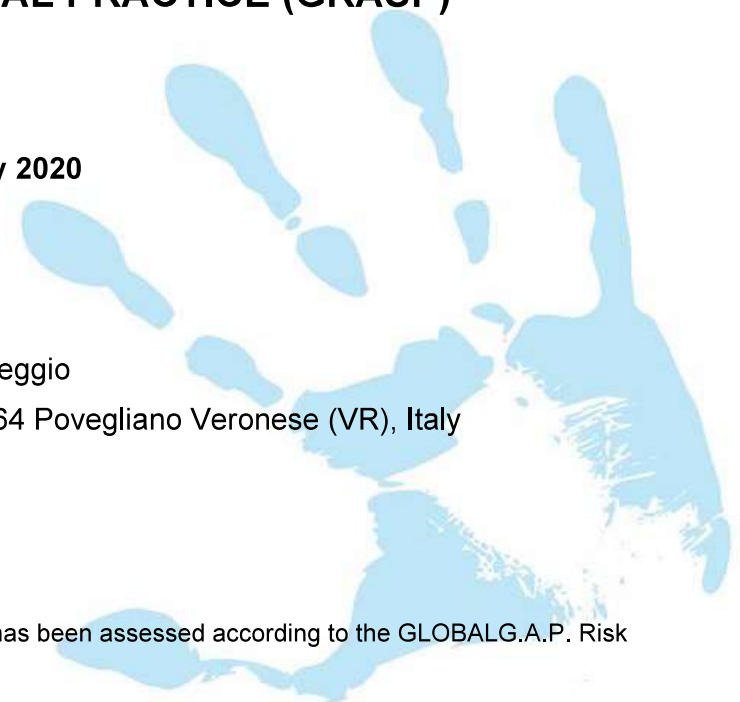 AL PRACTICE (GRASP)
y 2020
eggio
64 Povegliano Veronese (VR), Italy
has been assessed according to the GLOBALG.A.P. Risk